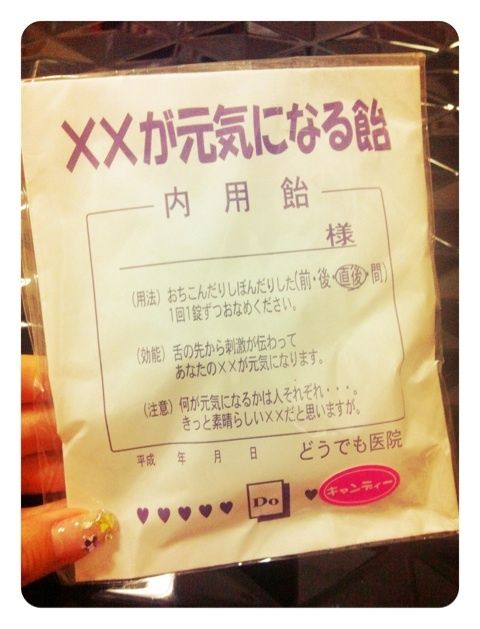 ××が元気になる飴
内用飴
様
(用法) おちこんだりしぼんだりした(前・後・直後・間)
1回1錠ずつおなめください。
(効能) 舌の先から刺激が伝わって
あなたの××が元気になります。
(注意) 何が元気になるかは人それぞれ・・・。
きっと素晴らしい××だと思いますが。
平成 年 月 日 どうでも医院
♥♥♥♥♥ Do ♥ キャンディー